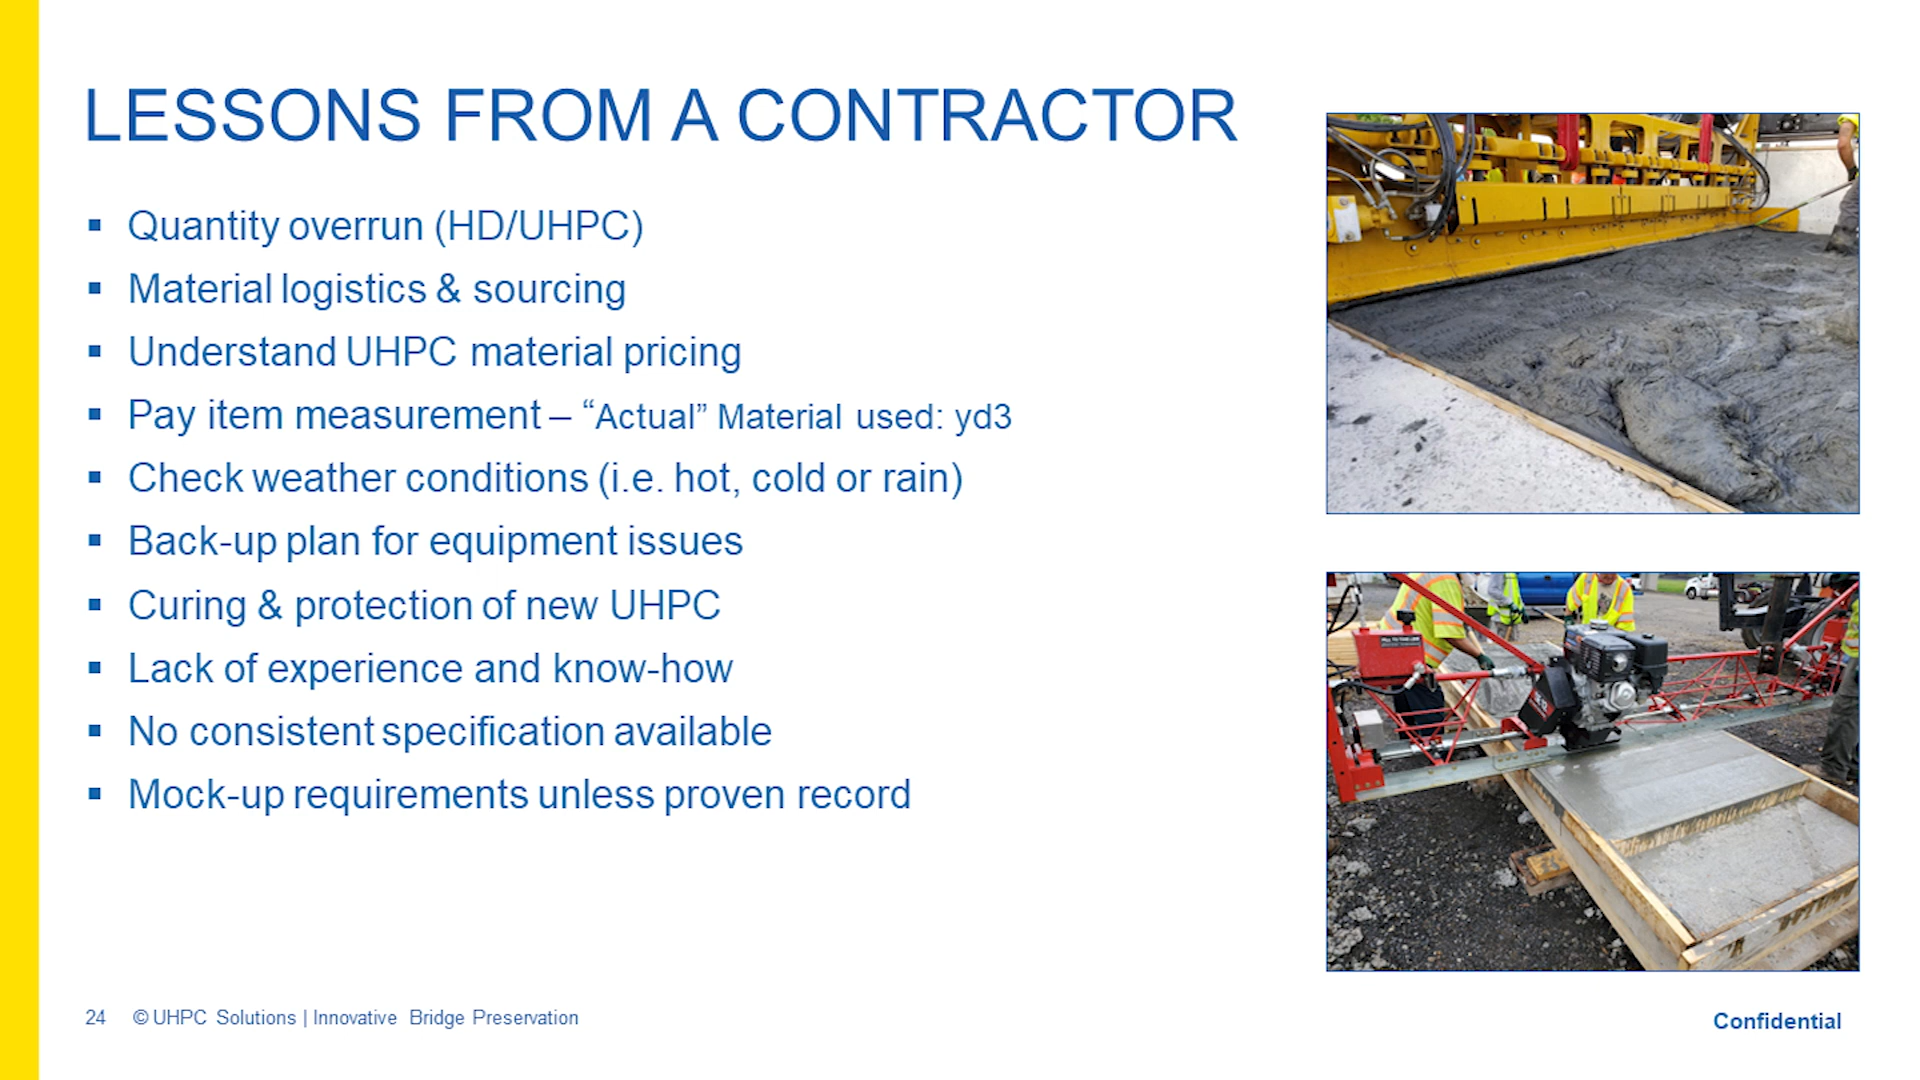 LESSONS FROM A CONTRACTOR
▪ Quantity overrun (HD/UHPC)
▪ Material logistics & sourcing
▪ Understand UHPC material pricing
▪ Pay item measurement – “Actual” Material used: yd3
▪ Check weather conditions (i.e. hot, cold or rain)
▪ Back-up plan for equipment issues
▪ Curing & protection of new UHPC
▪ Lack of experience and know-how
▪ No consistent specification available
▪ Mock-up requirements unless proven record
24 © UHPC Solutions | Innovative Bridge Preservation
Confidential